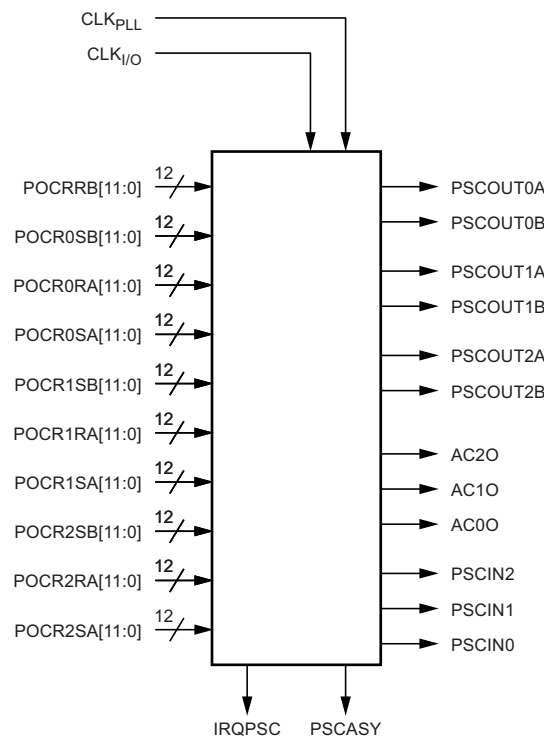 CLKPLL
CLKI/O
POCRRB[11:0] 12
POCR0SB[11:0] 12
POCR0RA[11:0] 12
POCR0SA[11:0] 12
POCR1SB[11:0] 12
POCR1RA[11:0] 12
POCR1SA[11:0] 12
POCR2SB[11:0] 12
POCR2RA[11:0] 12
POCR2SA[11:0] 12
PSCOUT0A
PSCOUT0B
PSCOUT1A
PSCOUT1B
PSCOUT2A
PSCOUT2B
AC2O
AC1O
AC0O
PSCIN2
PSCIN1
PSCIN0
IRQPSC
PSCASY